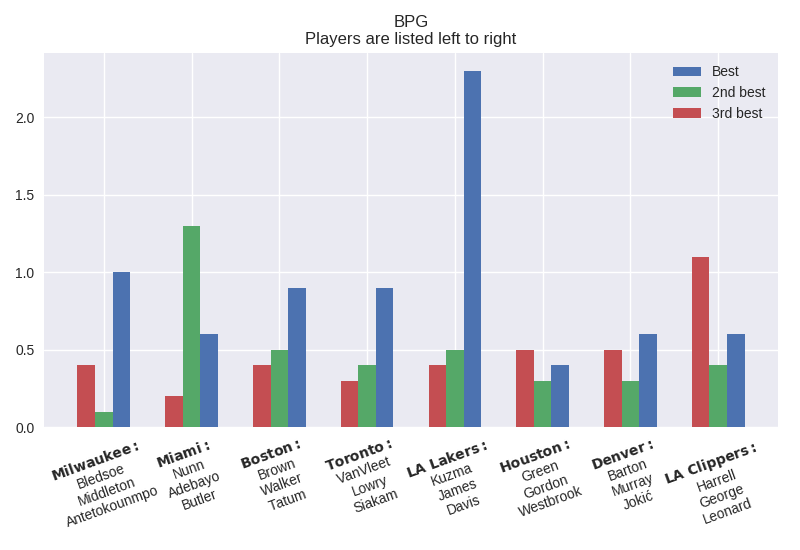 BPG
Players are listed left to right
Best
2nd best
3rd best
2.0
1.5
1.0
0.5
0.0
Milwaukee:
Bledsoe
Middleton
Antetokounmpo
Miami:
Nunn
Adebayo
Butler
Boston:
Brown
Walker
Tatum
Toronto:
VanVleet
Lowry
Siakam
LA Lakers:
Kuzma
James
Davis
Houston:
Green
Gordon
Westbrook
Denver:
Barton
Murray
Jokić
LA Clippers:
Harrell
George
Leonard